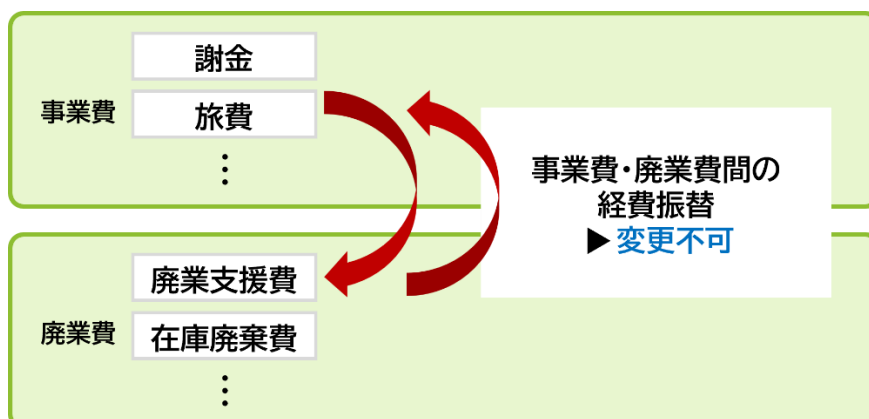 事業費
謝金
旅費
⋮
事業費・廃業費間の
経費振替
▶変更不可
廃業費
廃業支援費
在庫廃棄費
⋮